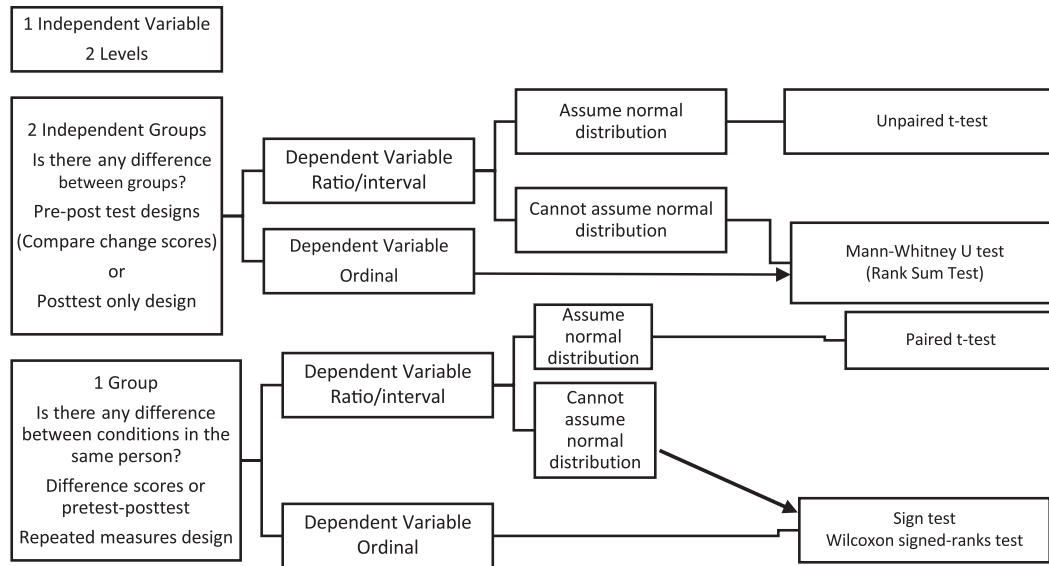 1 Independent Variable
2 Levels
2 Independent Groups
Is there any difference
between groups?
Pre-post test designs
(Compare change scores)
or
Posttest only design
Dependent Variable
Ratio/interval
Assume normal
distribution
Unpaired t-test
Cannot assume normal
distribution
Dependent Variable
Ordinal
Mann-Whitney U test
(Rank Sum Test)
1 Group
Is there any difference
between conditions in the
same person?
Difference scores or
pretest-posttest
Repeated measures design
Dependent Variable
Ratio/interval
Assume
normal
distribution
Paired t-test
Cannot
assume
normal
distribution
Dependent Variable
Ordinal
Sign test
Wilcoxon signed-ranks test